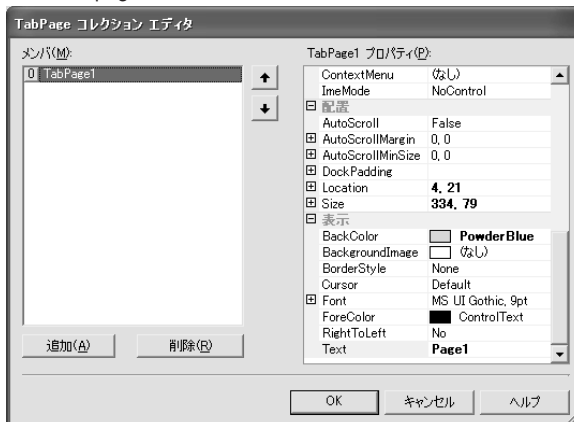 TabPage コレクション エディタ
メンバ(M):
0 TabPage1
追加(A)
削除(R)
TabPage1 プロパティ(P):
ContextMenu (なし)
ImeMode NoControl
配置
AutoScroll False
AutoScrollMargin 0, 0
AutoScrollMinSize 0, 0
DockPadding
Location 4, 21
Size 334, 79
表示
BackColor PowderBlue
BackgroundImage (なし)
BorderStyle None
Cursor Default
Font MS UI Gothic, 9pt
ForeColor ControlText
RightToLeft No
Text Page1
OK
キャンセル
ヘルプ